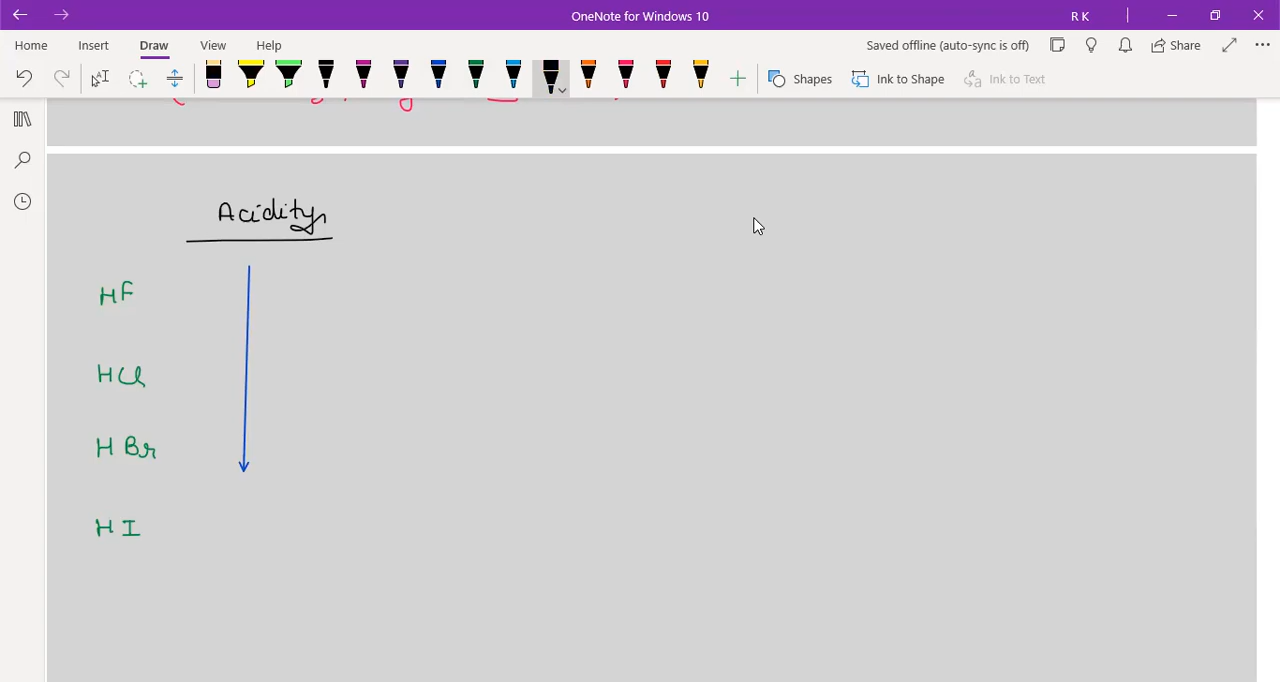 OneNote for Windows 10
R K
Home Insert Draw View Help
Saved offline (auto-sync is off) Share
Shapes Ink to Shape Ink to Text
Acidity
HF
HCl
HBr
HI